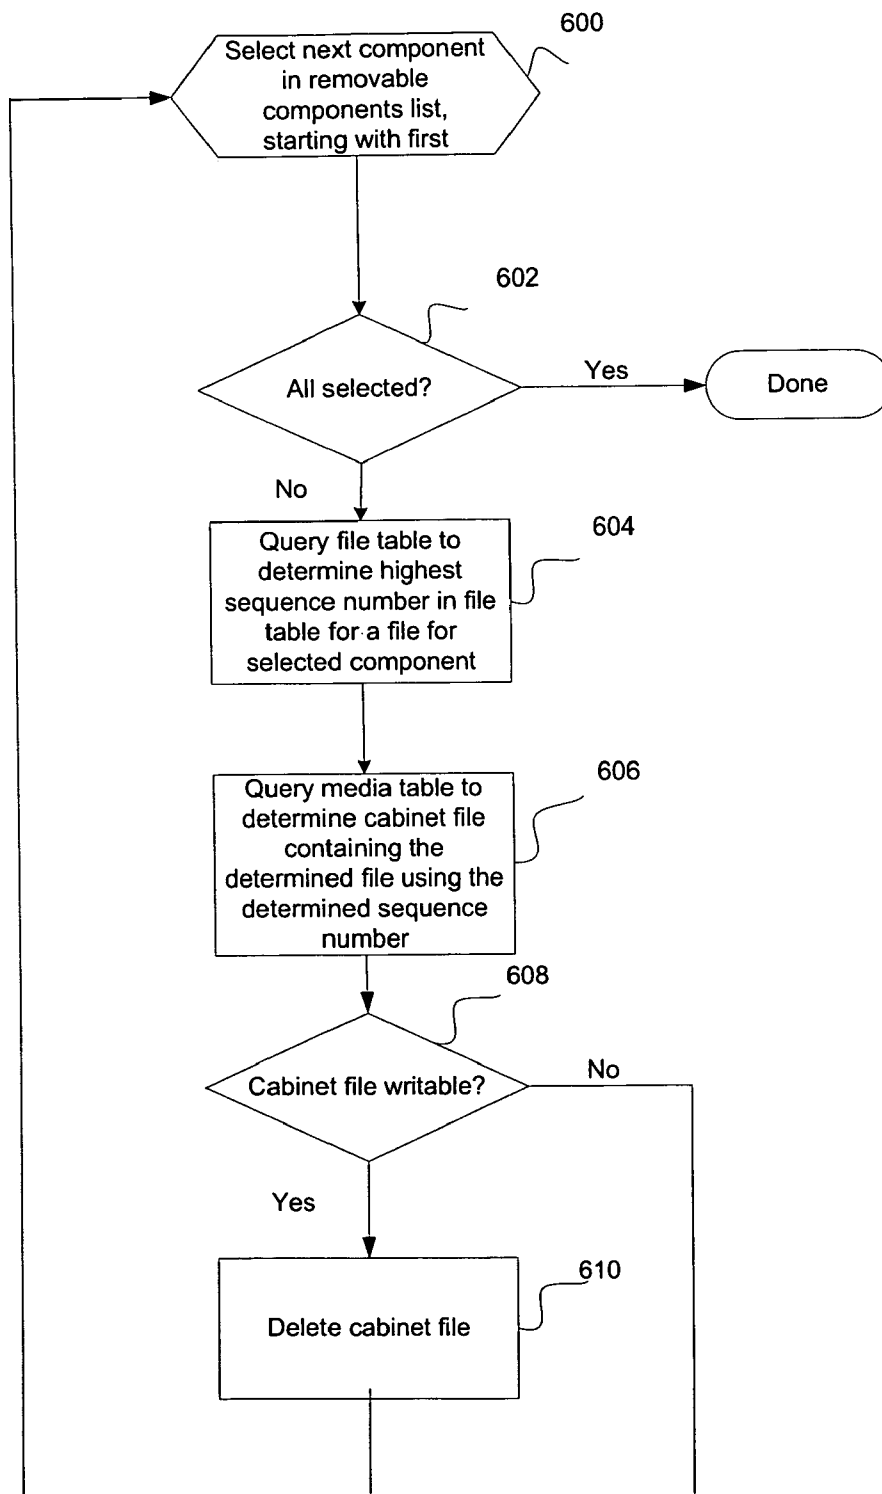 600
Select next component
in removable
components list,
starting with first
602
All selected?
Yes
Done
No
604
Query file table to
determine highest
sequence number in file
table for a file for
selected component
606
Query media table to
determine cabinet file
containing the
determined file using the
determined sequence
number
608
Cabinet file writable?
No
Yes
610
Delete cabinet file